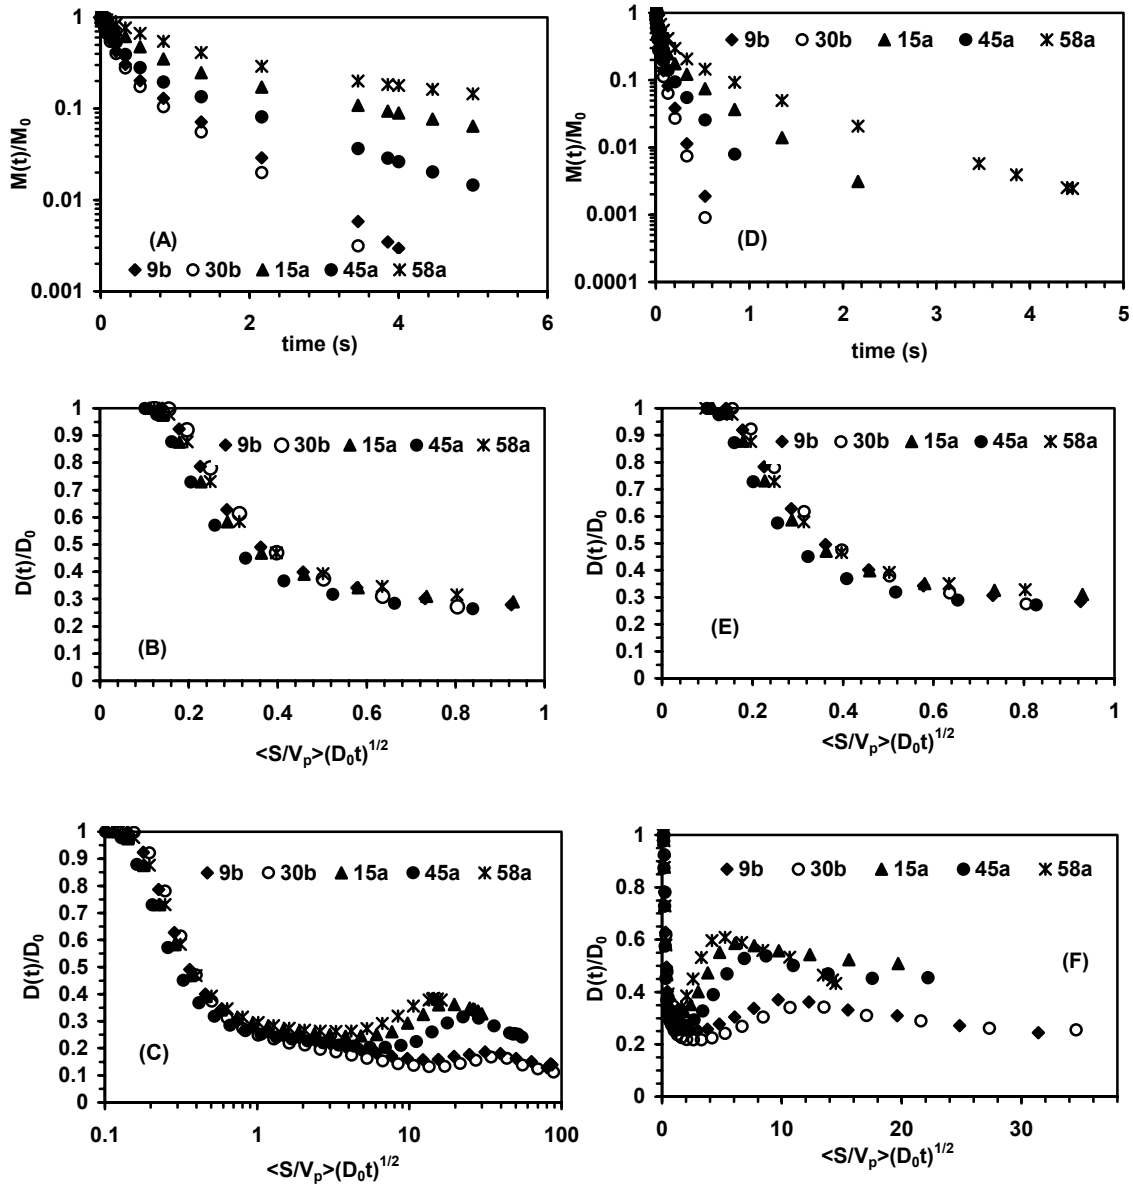 1
0.1
0.01
0.001
M(t)/M0
(A)
◆ 9b ○ 30b ▲ 15a ● 45a ж 58a
0 2 4 6
time (s)
1
0.1
0.01
0.001
0.0001
M(t)/M0
◆ 9b ○ 30b ▲ 15a ● 45a ж 58a
(D)
0 1 2 3 4 5
time (s)
1
0.9
0.8
0.7
0.6
0.5
0.4
0.3
0.2
0.1
0
D(t)/D0
◆ 9b ○ 30b ▲ 15a ● 45a ж 58a
(B)
0 0.2 0.4 0.6 0.8 1
<S/Vp>(D0t)1/2
1
0.9
0.8
0.7
0.6
0.5
0.4
0.3
0.2
0.1
0
D(t)/D0
◆ 9b ○ 30b ▲ 15a ● 45a ж 58a
(E)
0 0.2 0.4 0.6 0.8 1
<S/Vp>(D0t)1/2
1
0.9
0.8
0.7
0.6
0.5
0.4
0.3
0.2
0.1
0
D(t)/D0
◆ 9b ○ 30b ▲ 15a ● 45a ж 58a
(C)
0.1 1 10 100
<S/Vp>(D0t)1/2
1
0.8
0.6
0.4
0.2
0
D(t)/D0
◆ 9b ○ 30b ▲ 15a ● 45a ж 58a
(F)
0 10 20 30
<S/Vp>(D0t)1/2